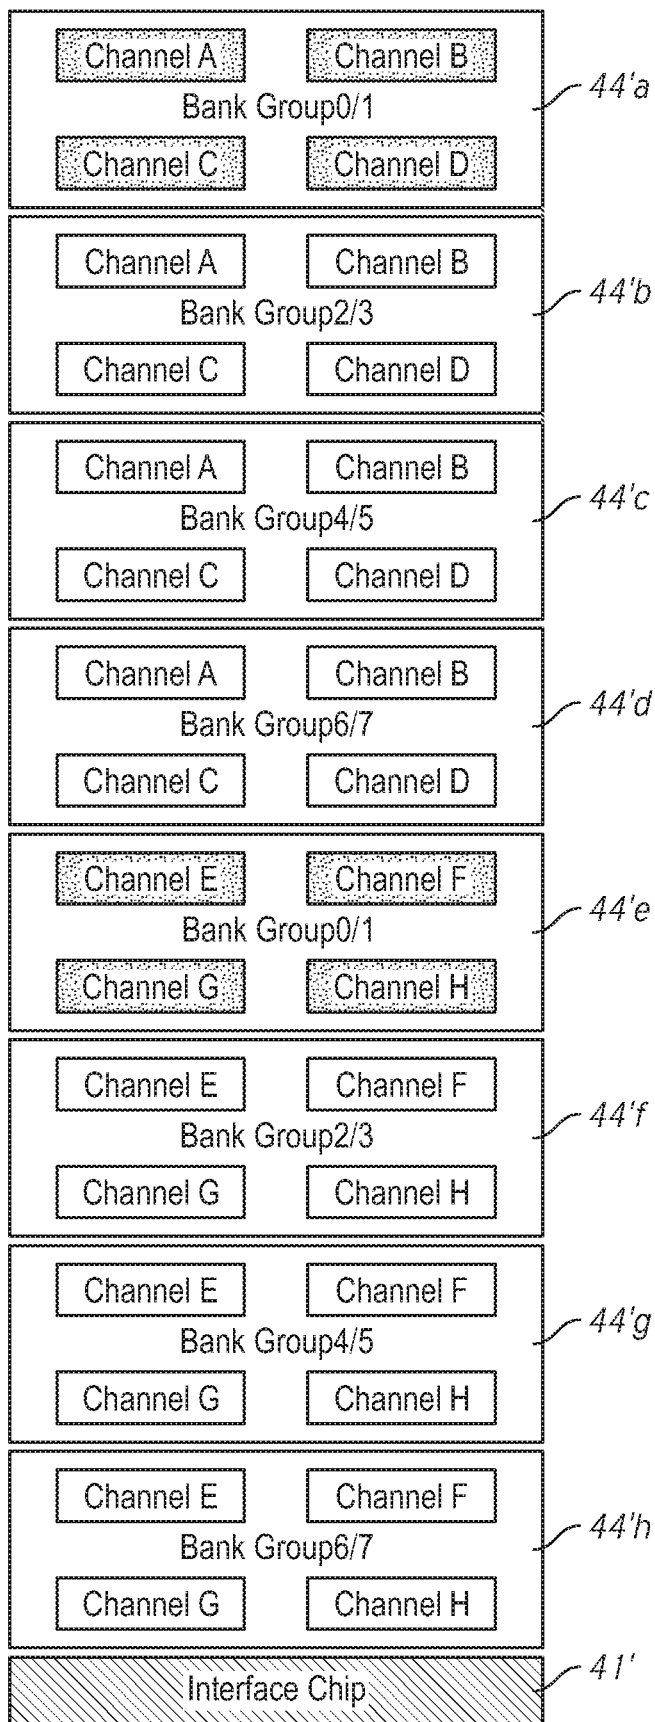 Channel A Channel B
Bank Group0/1
44'a
Channel C Channel D
Channel A Channel B
Bank Group2/3
44'b
Channel C Channel D
Channel A Channel B
Bank Group4/5
44'c
Channel C Channel D
Channel A Channel B
Bank Group6/7
44'd
Channel C Channel D
Channel E Channel F
Bank Group0/1
44'e
Channel G Channel H
Channel E Channel F
Bank Group2/3
44'f
Channel G Channel H
Channel E Channel F
Bank Group4/5
44'g
Channel G Channel H
Channel E Channel F
Bank Group6/7
44'h
Channel G Channel H
Interface Chip
41'